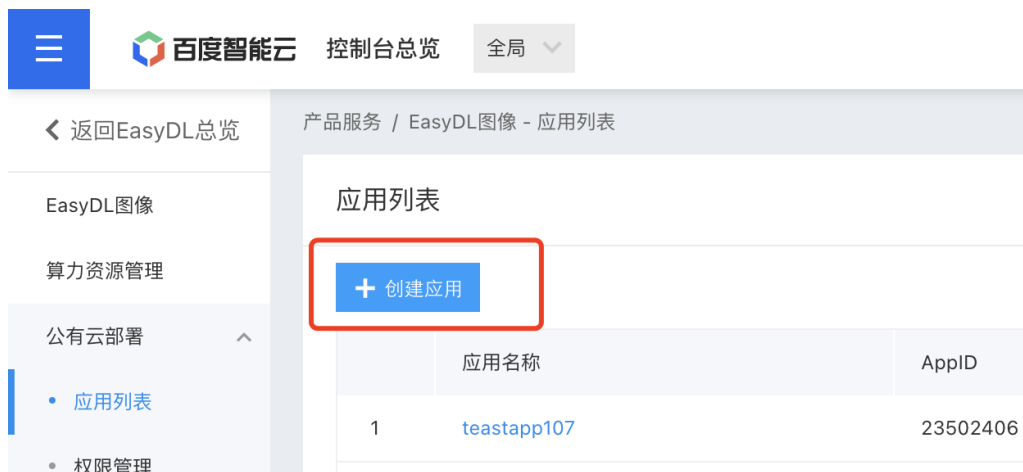 百度智能云 控制台总览 全局
返回EasyDL总览
产品服务 / EasyDL图像 - 应用列表
应用列表
EasyDL图像
算力资源管理
创建应用
公有云部署
应用名称 AppID
应用列表
1 teastapp107 23502406
权限管理